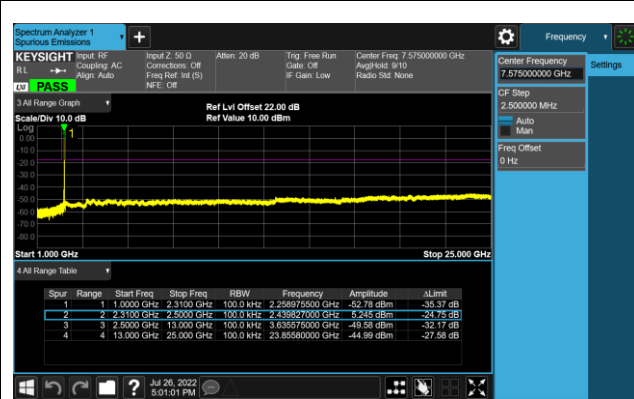 Spectrum Analyzer 1
Spurious Emissions
Frequency
KEYSIGHT
RL
LXI
PASS
Input: RF
Coupling: AC
Align: Auto
Input Z: 50 Ω
Corrections: Off
Freq Ref: Int (S)
NFE: Off
Atten: 20 dB
Trig: Free Run
Gate: Off
IF Gain: Low
Center Freq: 7.575000000 GHz
Avg|Hold: 9/10
Radio Std: None
Center Frequency
7.575000000 GHz
Settings
CF Step
2.500000 MHz
Auto
Man
Freq Offset
0 Hz
3 All Range Graph
Scale/Div 10.0 dB
Ref Lvl Offset 22.00 dB
Ref Value 10.00 dBm
Log
1
0.00
-10.0
-20.0
-30.0
-40.0
-50.0
-60.0
-70.0
-80.0
Start 1.000 GHz
Stop 25.000 GHz
4 All Range Table
Spur Range Start Freq Stop Freq RBW Frequency Amplitude ΔLimit
1 1 1.0000 GHz 2.3100 GHz 100.0 kHz 2.258975500 GHz -52.78 dBm -35.37 dB
2 2 2.3100 GHz 2.5000 GHz 100.0 kHz 2.439827000 GHz 5.245 dBm -24.75 dB
3 3 2.5000 GHz 13.000 GHz 100.0 kHz 3.635575000 GHz -49.58 dBm -32.17 dB
4 4 13.000 GHz 25.000 GHz 100.0 kHz 23.85580000 GHz -44.99 dBm -27.58 dB
Jul 26, 2022
5:01:01 PM